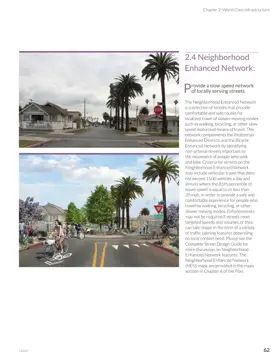 Chapter 2: World Class Infrastructure
2.4 Neighborhood
Enhanced Network:
Provide a slow speed network
of locally serving streets.
The Neighborhood Enhanced Network
is a selection of streets that provide
comfortable and safe routes for
localized travel of slower-moving modes
such as walking, bicycling, or other slow
speed motorized means of travel. This
network complements the Pedestrian
Enhanced Districts and the Bicycle
Enhanced Network by identifying
non-arterial streets important to
the movement of people who walk
and bike. Criteria for streets on the
Neighborhood Enhanced Network
may include vehicular travel that does
not exceed 1500 vehicles a day and
streets where the 85th percentile of
travel speed is equal to or less than
20 mph, in order to provide a safe and
comfortable experience for people who
travel by walking, bicycling, or other
slower moving modes. Enhancements
may not be required if streets meet
targeted speeds and volumes, or they
can take shape in the form of a variety
of traffic calming features depending
on local context need. Please see the
Complete Street Design Guide for
more discussion on Neighborhood
Enhanced Network features. The
Neighborhood Enhanced Network
(NEN) maps are provided in the maps
section in Chapter 6 of the Plan.
62